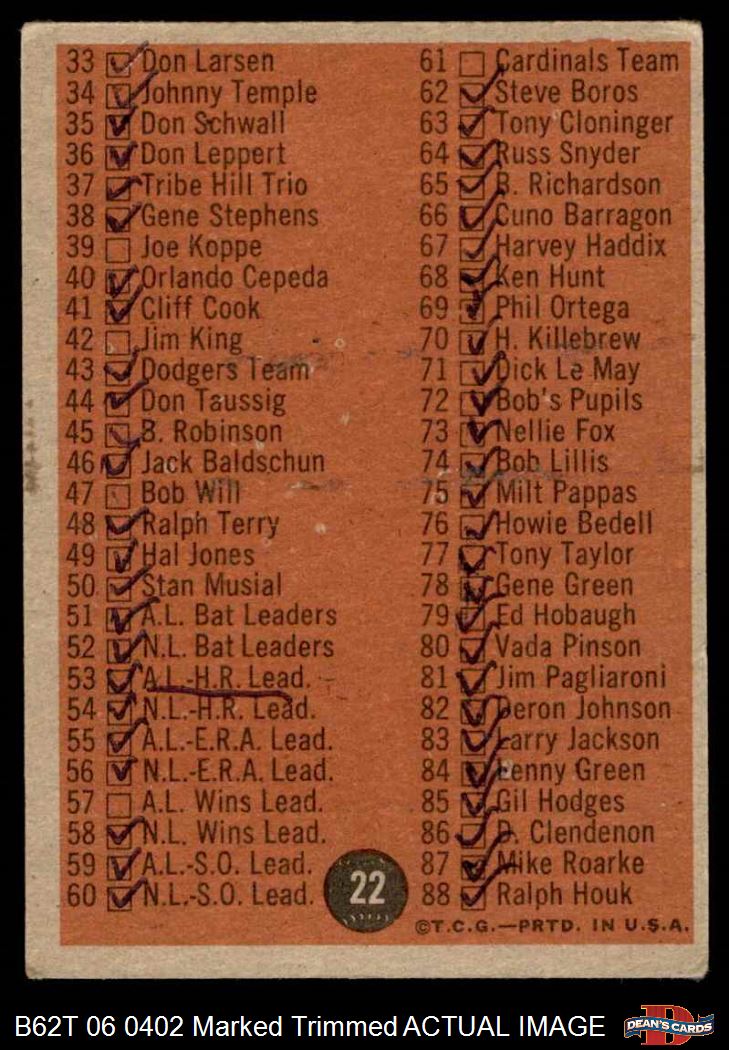 33 Don Larsen
34 Johnny Temple
35 Don Schwall
36 Don Leppert
37 Tribe Hill Trio
38 Gene Stephens
39 Joe Koppe
40 Orlando Cepeda
41 Cliff Cook
42 Jim King
43 Dodgers Team
44 Don Taussig
45 B. Robinson
46 Jack Baldschun
47 Bob Will
48 Ralph Terry
49 Hal Jones
50 Stan Musial
51 A.L. Bat Leaders
52 N.L. Bat Leaders
53 A.L.-H.R. Lead.
54 N.L.-H.R. Lead.
55 A.L.-E.R.A. Lead.
56 N.L.-E.R.A. Lead.
57 A.L. Wins Lead.
58 N.L. Wins Lead.
59 A.L.-S.O. Lead.
60 N.L.-S.O. Lead.
61 Cardinals Team
62 Steve Boros
63 Tony Cloninger
64 Russ Snyder
65 B. Richardson
66 Cuno Barragon
67 Harvey Haddix
68 Ken Hunt
69 Phil Ortega
70 H. Killebrew
71 Dick Le May
72 Bob's Pupils
73 Nellie Fox
74 Bob Lillis
75 Milt Pappas
76 Howie Bedell
77 Tony Taylor
78 Gene Green
79 Ed Hobaugh
80 Vada Pinson
81 Jim Pagliaroni
82 Deron Johnson
83 Larry Jackson
84 Lenny Green
85 Gil Hodges
86 D. Clendenon
87 Mike Roarke
88 Ralph Houk
22
©T.C.G.—PRTD. IN U.S.A.
B62T 06 0402 Marked Trimmed ACTUAL IMAGE
DEAN'S CARDS